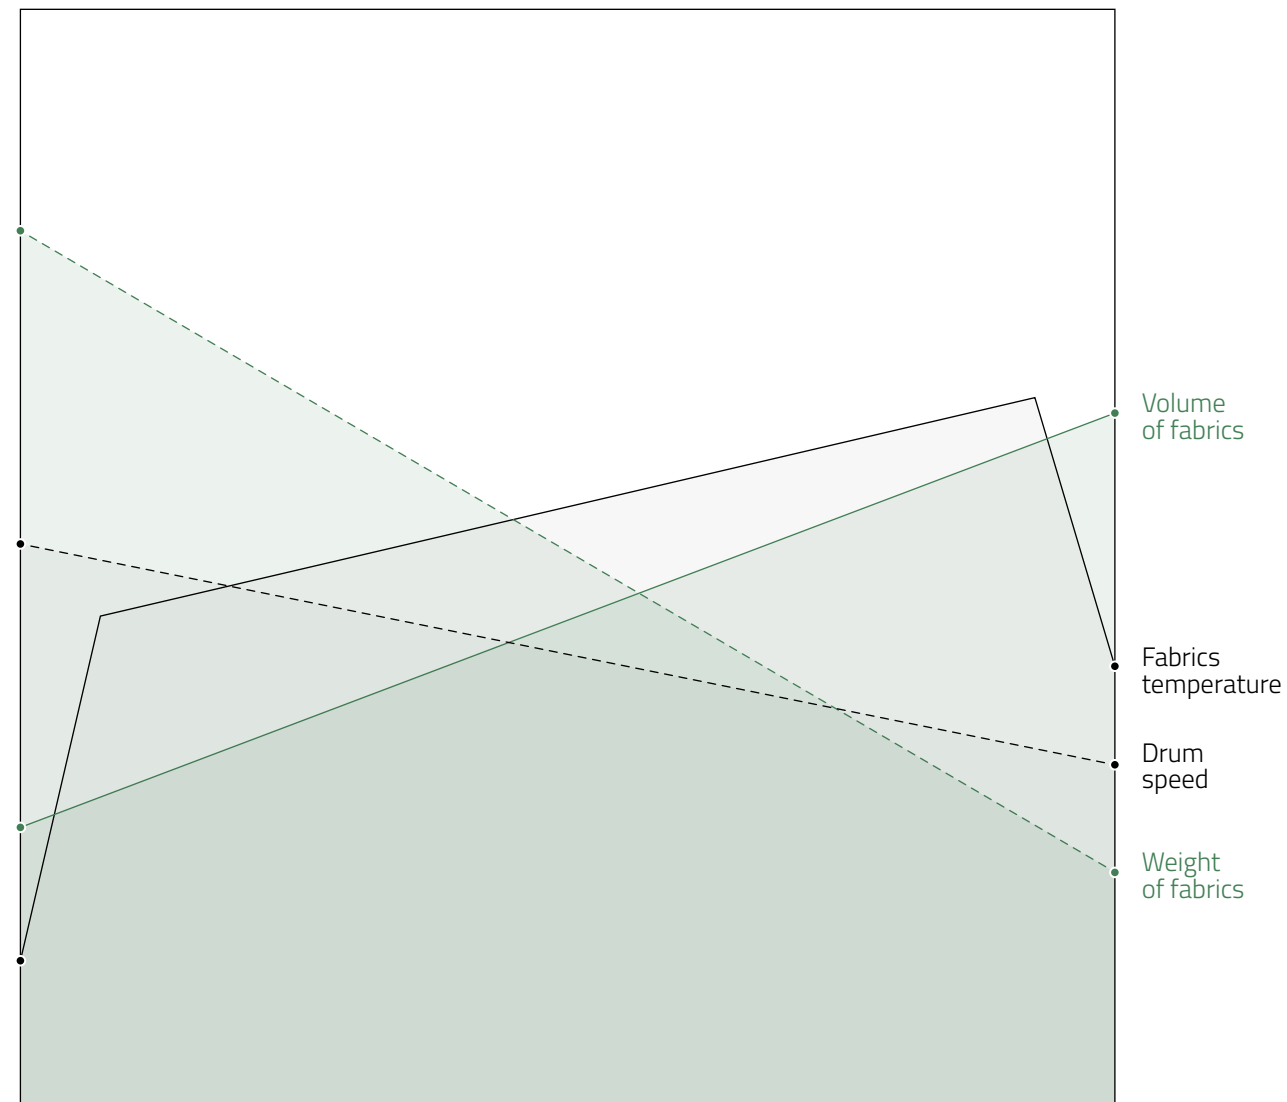 Volume
of fabrics
Fabrics
temperature
Drum
speed
Weight
of fabrics